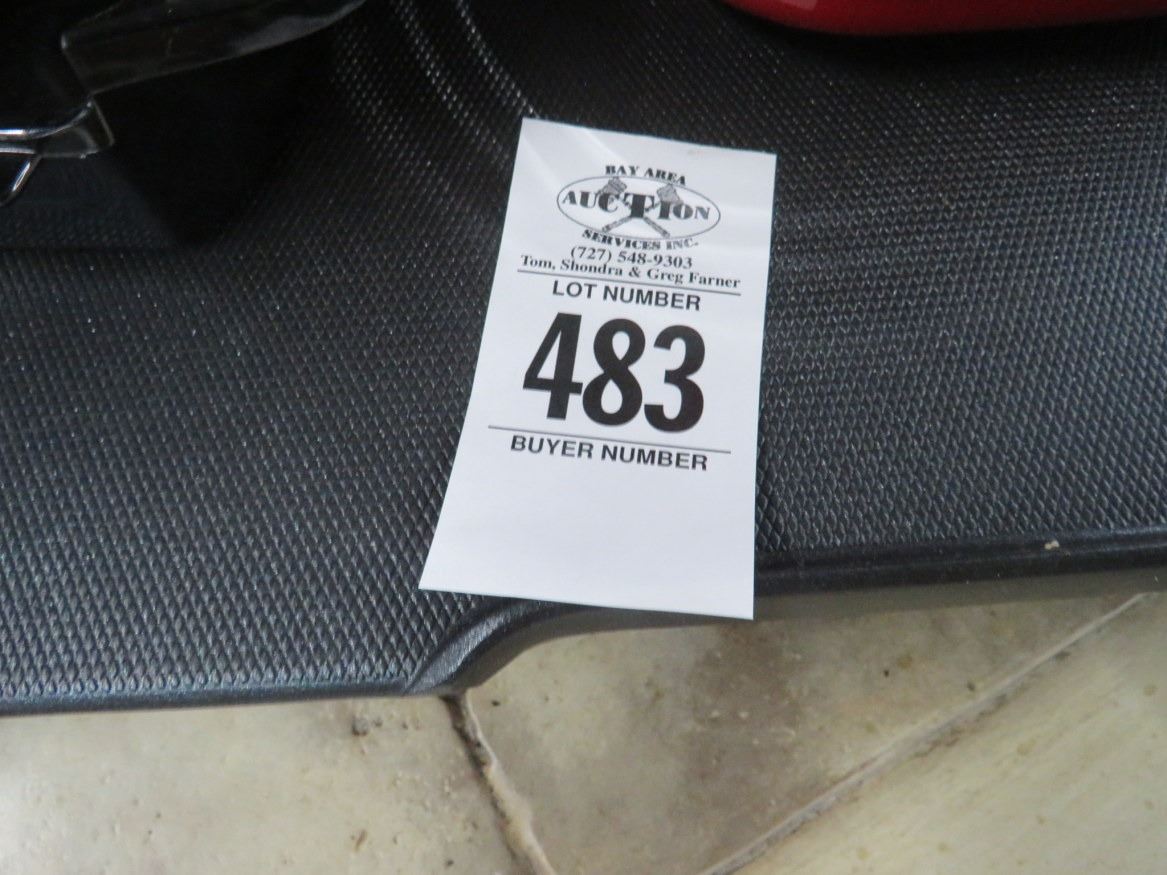 BAY AREA
AUCTION
SERVICES INC.
(727) 548-9303
Tom, Shondra & Greg Farner
LOT NUMBER
483
BUYER NUMBER